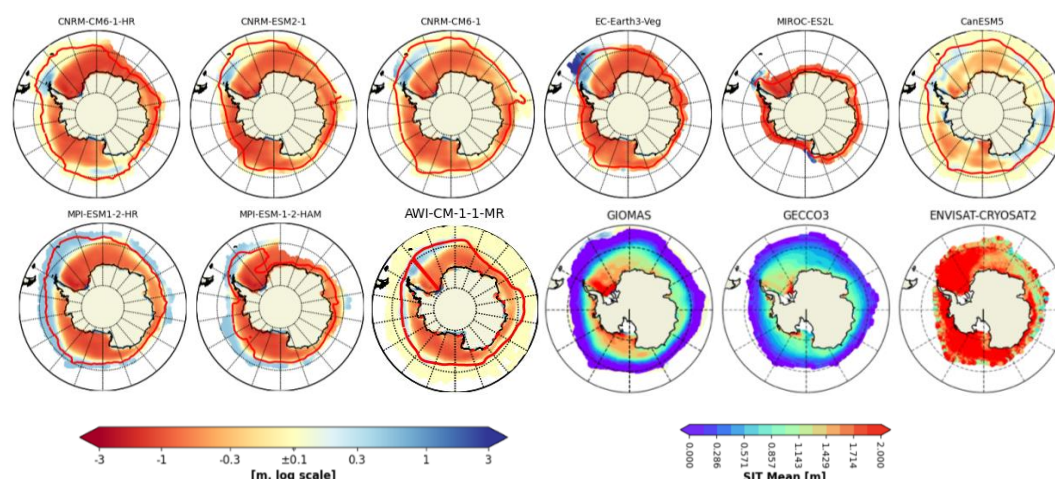 CNRM-CM6-1-HR CNRM-ESM2-1 CNRM-CM6-1 EC-Earth3-Veg MIROC-ES2L CanESM5
MPI-ESM1-2-HR MPI-ESM-1-2-HAM AWI-CM-1-1-MR GIOMAS GECCO3 ENVISAT-CRYOSAT2
-3 -1 -0.3 ±0.1 0.3 1 3
[m, log scale]
0.000 0.286 0.571 0.857 1.143 1.429 1.714 2.000
SIT Mean [m]